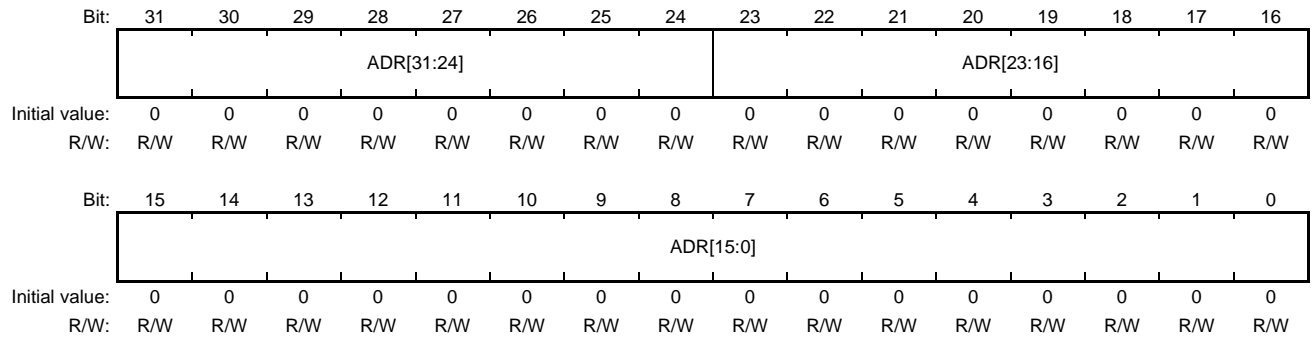 Bit: 31 30 29 28 27 26 25 24 23 22 21 20 19 18 17 16
ADR[31:24] ADR[23:16]
Initial value: 0 0 0 0 0 0 0 0 0 0 0 0 0 0 0 0
R/W: R/W R/W R/W R/W R/W R/W R/W R/W R/W R/W R/W R/W R/W R/W R/W R/W
Bit: 15 14 13 12 11 10 9 8 7 6 5 4 3 2 1 0
ADR[15:0]
Initial value: 0 0 0 0 0 0 0 0 0 0 0 0 0 0 0 0
R/W: R/W R/W R/W R/W R/W R/W R/W R/W R/W R/W R/W R/W R/W R/W R/W R/W